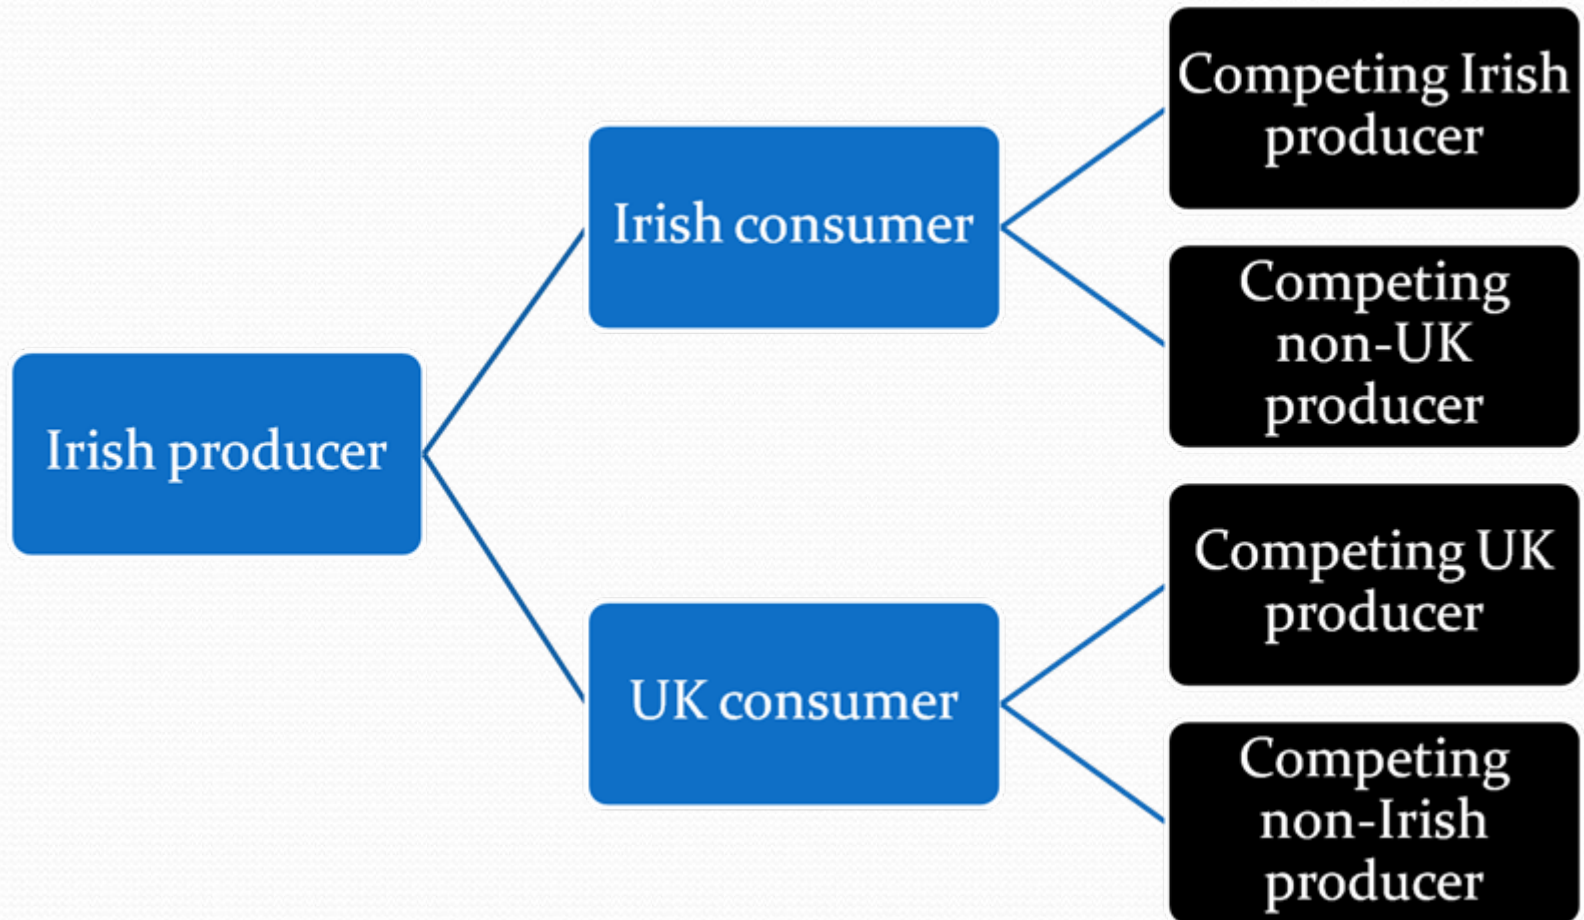 Irish producer
Irish consumer
UK consumer
Competing Irish
producer
Competing
non-UK
producer
Competing UK
producer
Competing
non-Irish
producer